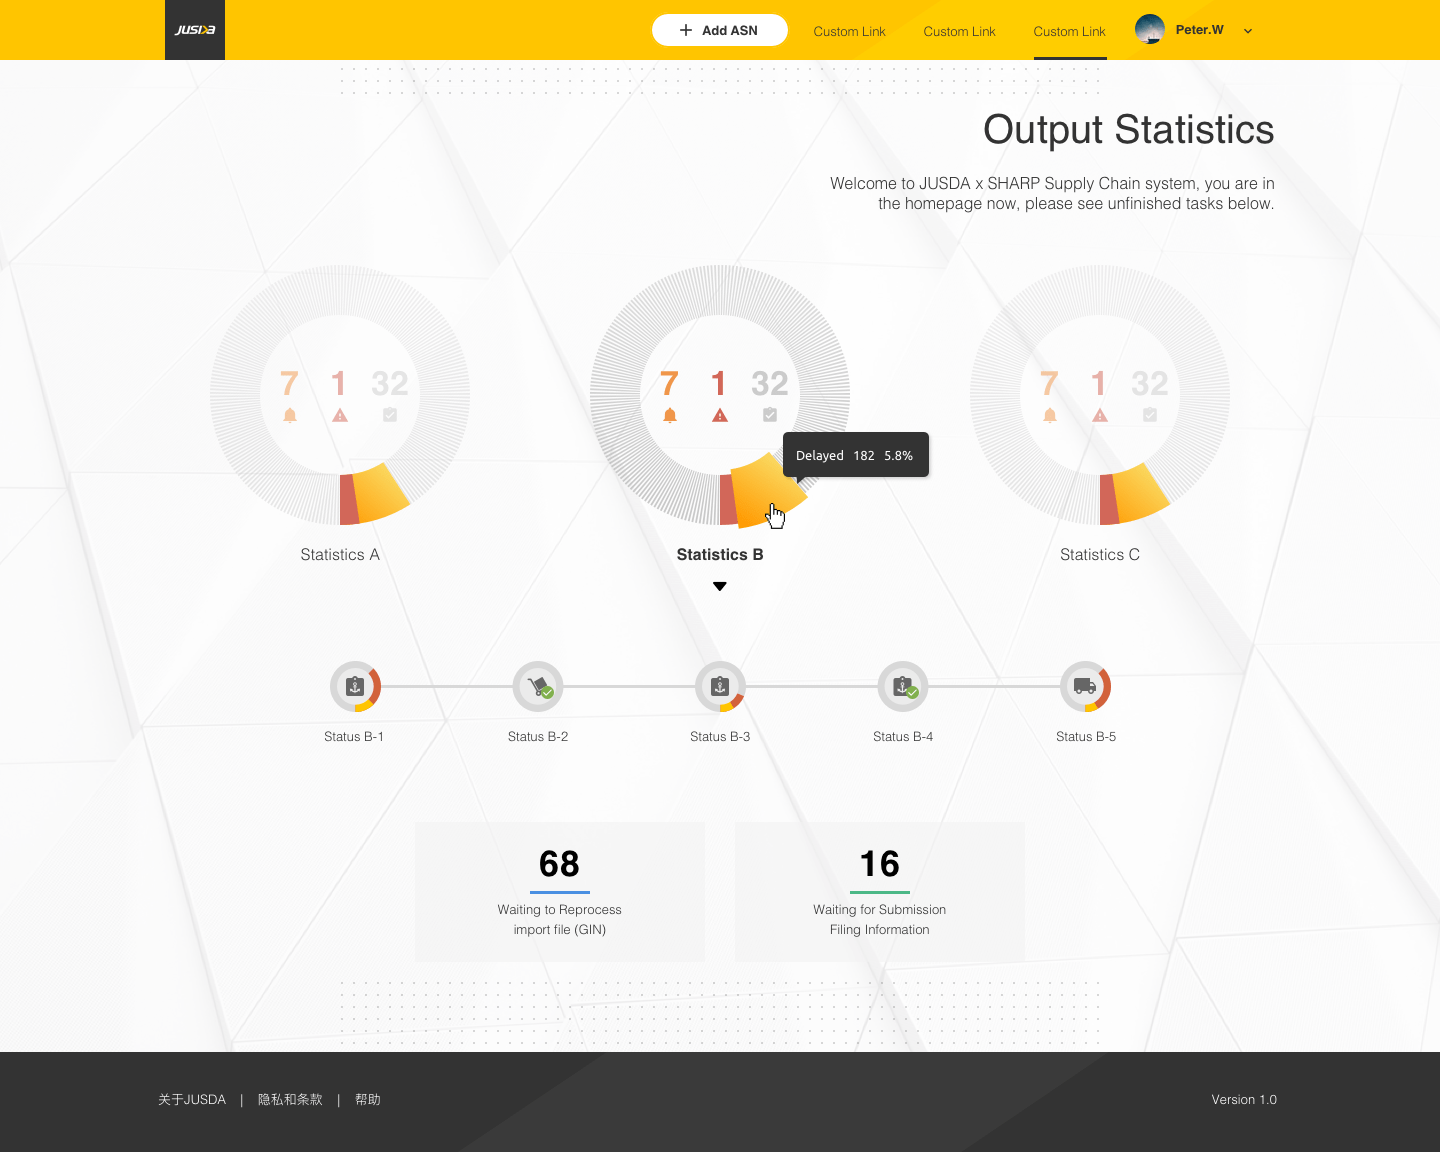 JUSDA
Add ASN
Custom Link
Custom Link
Custom Link
Peter.W
Output Statistics
Welcome to JUSDA x SHARP Supply Chain system, you are in
the homepage now, please see unfinished tasks below.
7 1 32
7 1 32
7 1 32
Delayed 182 5.8%
Statistics A
Statistics B
Statistics C
Status B-1
Status B-2
Status B-3
Status B-4
Status B-5
68
Waiting to Reprocess
import file (GIN)
16
Waiting for Submission
Filing Information
关于JUSDA | 隐私和条款 | 帮助
Version 1.0